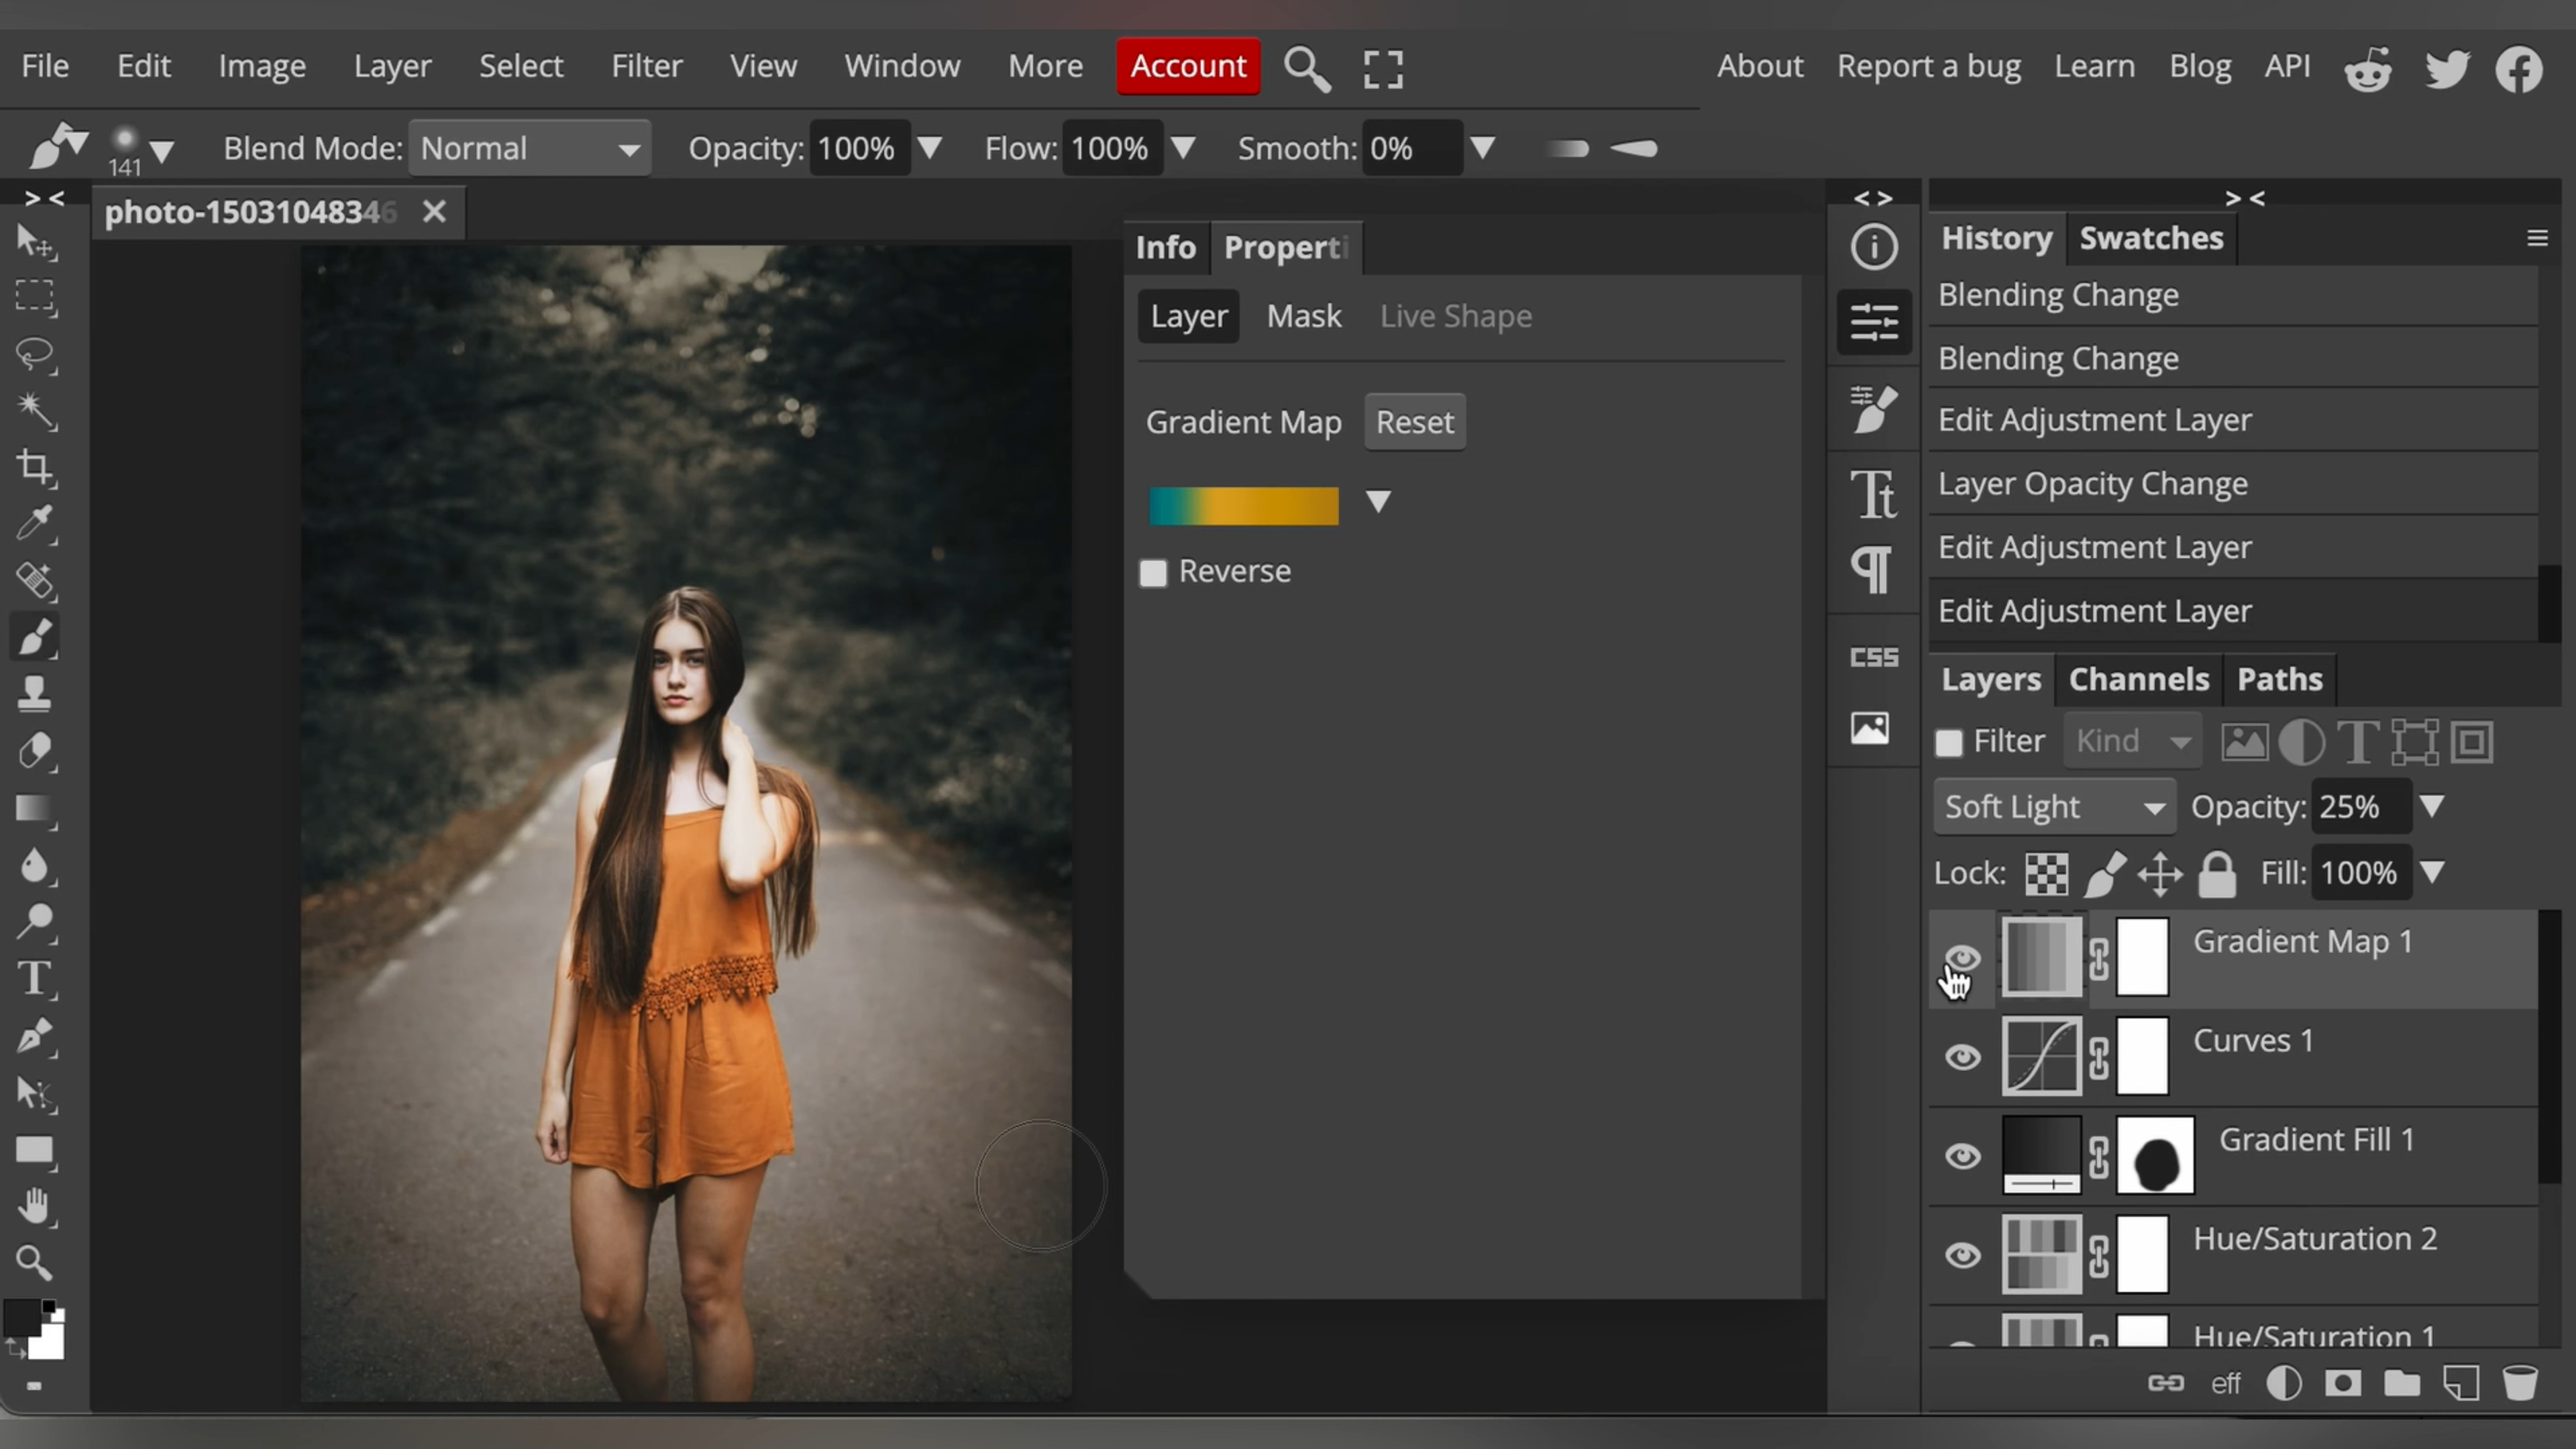 File Edit Image Layer Select Filter View Window More Account About Report a bug Learn Blog API
141 Blend Mode: Normal Opacity: 100% Flow: 100% Smooth: 0%
photo-15031048346
Info Properti
Layer Mask Live Shape
Gradient Map Reset
Reverse
Tt
CSS
History Swatches
Blending Change
Blending Change
Edit Adjustment Layer
Layer Opacity Change
Edit Adjustment Layer
Edit Adjustment Layer
Layers Channels Paths
Filter Kind
Soft Light Opacity: 25%
Lock: Fill: 100%
Gradient Map 1
Curves 1
Gradient Fill 1
Hue/Saturation 2
Hue/Saturation 1
eff